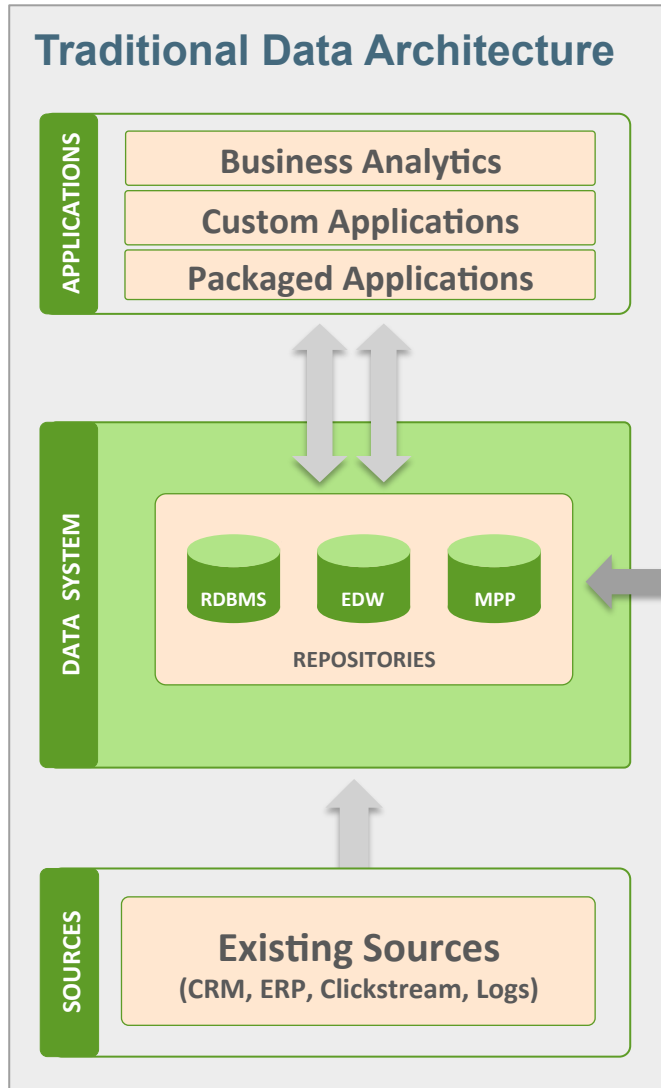 Traditional Data Architecture
APPLICATIONS
Business Analytics
Custom Applications
Packaged Applications
DATA SYSTEM
RDBMS
EDW
MPP
REPOSITORIES
SOURCES
Existing Sources
(CRM, ERP, Clickstream, Logs)